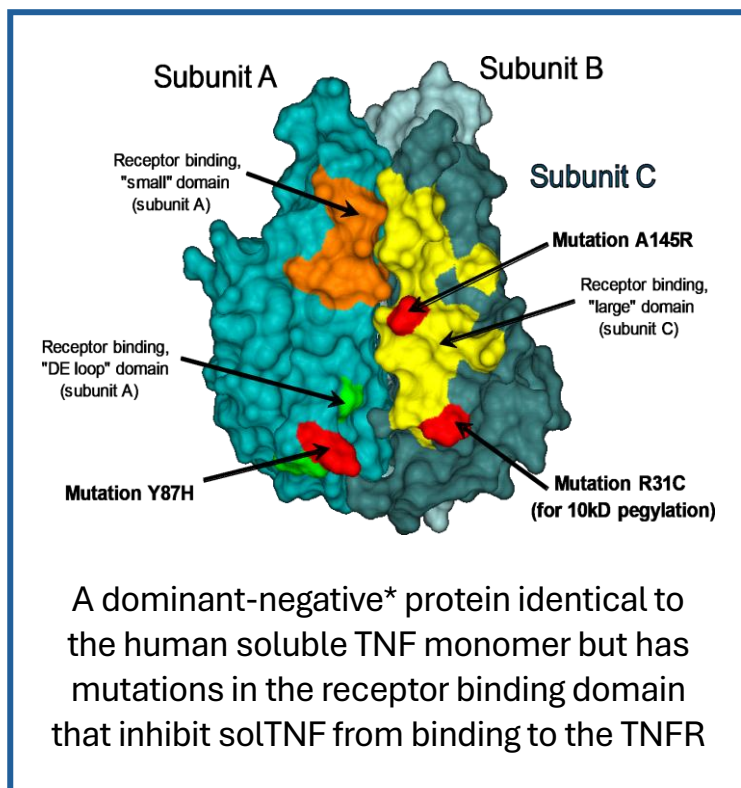 Subunit A
Subunit B
Receptor binding,
"small" domain
(subunit A)
Subunit C
Mutation A145R
Receptor binding,
"large" domain
(subunit C)
Receptor binding,
"DE loop" domain
(subunit A)
Mutation Y87H
Mutation R31C
(for 10kD pegylation)
A dominant-negative* protein identical to
the human soluble TNF monomer but has
mutations in the receptor binding domain
that inhibit solTNF from binding to the TNFR